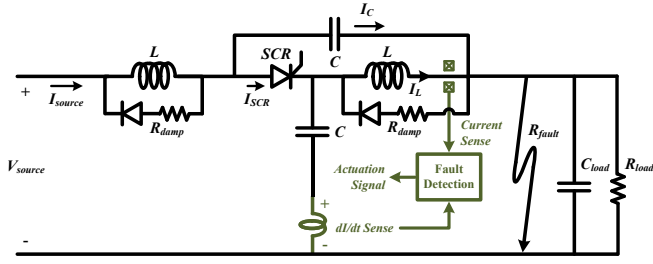 I_C
L
SCR
C
L
+
I_source
I_SCR
I_L
R_damp
R_damp
C
Current
Sense
R_fault
C_load
R_load
V_source
Actuation
Signal
Fault
Detection
+
dI/dt Sense
-
-